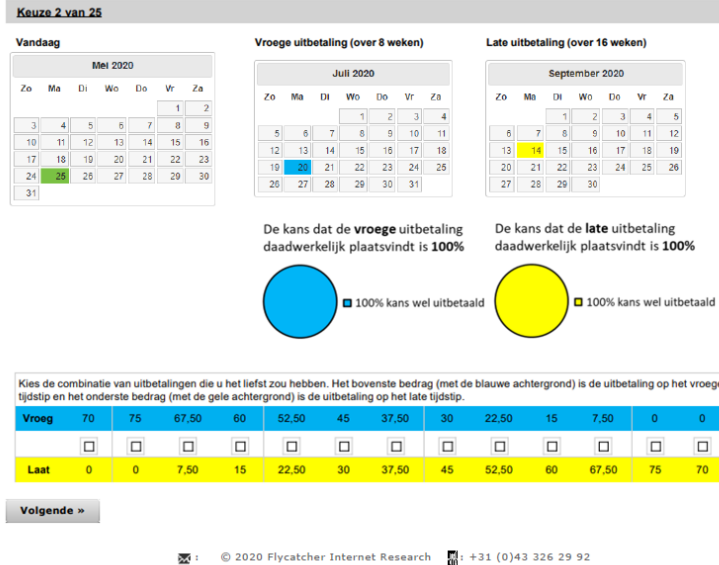 Keuze 2 van 25
Vandaag
Vroege uitbetaling (over 8 weken)
Late uitbetaling (over 16 weken)
Mei 2020
Zo Ma Di Wo Do Vr Za
1 2
3 4 5 6 7 8 9
10 11 12 13 14 15 16
17 18 19 20 21 22 23
24 25 26 27 28 29 30
31
Juli 2020
Zo Ma Di Wo Do Vr Za
1 2 3 4
5 6 7 8 9 10 11
12 13 14 15 16 17 18
19 20 21 22 23 24 25
26 27 28 29 30 31
September 2020
Zo Ma Di Wo Do Vr Za
1 2 3 4 5
6 7 8 9 10 11 12
13 14 15 16 17 18 19
20 21 22 23 24 25 26
27 28 29 30
De kans dat de vroege uitbetaling
daadwerkelijk plaatsvindt is 100%
100% kans wel uitbetaald
De kans dat de late uitbetaling
daadwerkelijk plaatsvindt is 100%
100% kans wel uitbetaald
Kies de combinatie van uitbetalingen die u het liefst zou hebben. Het bovenste bedrag (met de blauwe achtergrond) is de uitbetaling op het vroege
tijdstip en het onderste bedrag (met de gele achtergrond) is de uitbetaling op het late tijdstip.
Vroeg 70 75 67,50 60 52,50 45 37,50 30 22,50 15 7,50 0 0
Laat 0 0 7,50 15 22,50 30 37,50 45 52,50 60 67,50 75 70
Volgende »
: © 2020 Flycatcher Internet Research : +31 (0)43 326 29 92